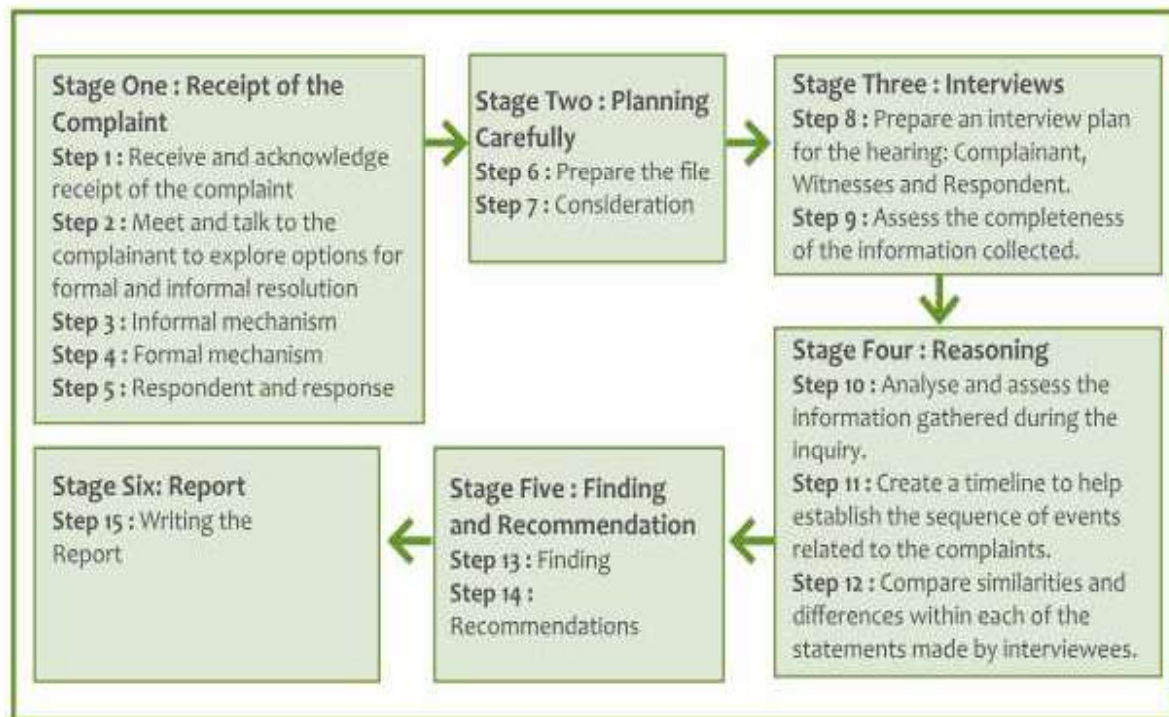 Stage One : Receipt of the
Complaint
Step 1 : Receive and acknowledge
receipt of the complaint
Step 2 : Meet and talk to the
complainant to explore options for
formal and informal resolution
Step 3 : Informal mechanism
Step 4 : Formal mechanism
Step 5 : Respondent and response
Stage Two : Planning
Carefully
Step 6 : Prepare the file
Step 7 : Consideration
Stage Three : Interviews
Step 8 : Prepare an interview plan
for the hearing: Complainant,
Witnesses and Respondent.
Step 9 : Assess the completeness
of the information collected.
Stage Four : Reasoning
Step 10 : Analyse and assess the
information gathered during the
inquiry.
Step 11 : Create a timeline to help
establish the sequence of events
related to the complaints.
Step 12 : Compare similarities and
differences within each of the
statements made by interviewees.
Stage Five : Finding
and Recommendation
Step 13 : Finding
Step 14 :
Recommendations
Stage Six: Report
Step 15 : Writing the
Report